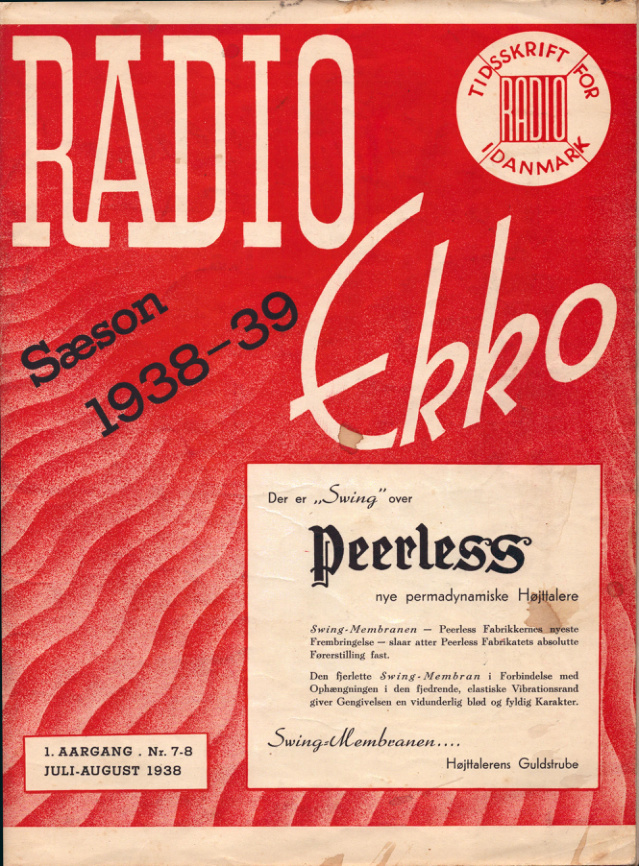 RADIO
TIDSSKRIFT FOR
RADIO
I DANMARK
Ekko
Sæson
1938-39
Der er „Swing" over
Peerless
nye permadynamiske Højttalere
Swing-Membranen — Peerless Fabrikkernes nyeste
Frembringelse — slaar atter Peerless Fabrikatets absolutte
Førerstilling fast.
Den fjerlette Swing-Membran i Forbindelse med
Ophængningen i den fjedrende, elastiske Vibrationsrand
giver Gengivelsen en vidunderlig blød og fyldig Karakter.
Swing-Membranen....
Højttalerens Guldstrube
1. AARGANG . Nr. 7-8
JULI-AUGUST 1938